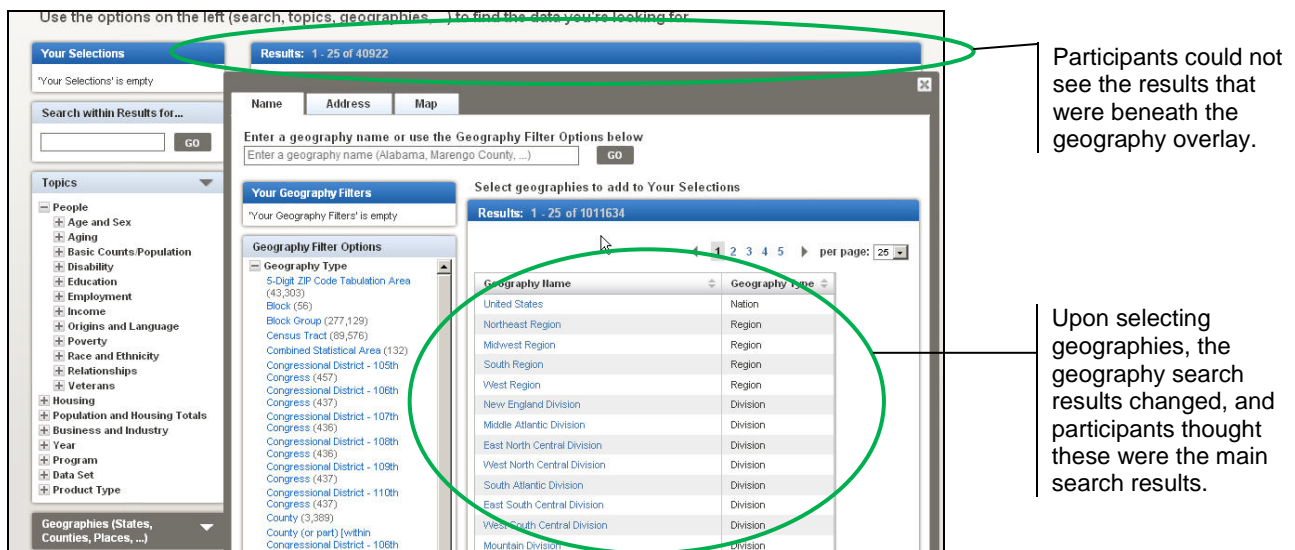 Use the options on the left (search, topics, geographies, ...) to find the data you're looking for
Your Selections
'Your Selections' is empty
Search within Results for...
GO
Topics
People
Age and Sex
Aging
Basic Counts/Population
Disability
Education
Employment
Income
Origins and Language
Poverty
Race and Ethnicity
Relationships
Veterans
Housing
Population and Housing Totals
Business and Industry
Year
Program
Data Set
Product Type
Geographies (States,
Counties, Places, ...)
Results: 1 - 25 of 40922
Name Address Map
Enter a geography name or use the Geography Filter Options below
Enter a geography name (Alabama, Marengo County, ...) GO
Your Geography Filters
'Your Geography Filters' is empty
Geography Filter Options
Geography Type
5-Digit ZIP Code Tabulation Area
(43,303)
Block (56)
Block Group (277,129)
Census Tract (89,576)
Combined Statistical Area (132)
Congressional District - 105th
Congress (457)
Congressional District - 106th
Congress (437)
Congressional District - 107th
Congress (436)
Congressional District - 108th
Congress (436)
Congressional District - 109th
Congress (437)
Congressional District - 110th
Congress (437)
County (3,389)
County (or part) [within
Congressional District - 106th
Select geographies to add to Your Selections
Results: 1 - 25 of 1011634
1 2 3 4 5 per page: 25
Geography Name Geography Type
United States Nation
Northeast Region Region
Midwest Region Region
South Region Region
West Region Region
New England Division Division
Middle Atlantic Division Division
East North Central Division Division
West North Central Division Division
South Atlantic Division Division
East South Central Division Division
West South Central Division Division
Mountain Division Division
Participants could not
see the results that
were beneath the
geography overlay.
Upon selecting
geographies, the
geography search
results changed, and
participants thought
these were the main
search results.